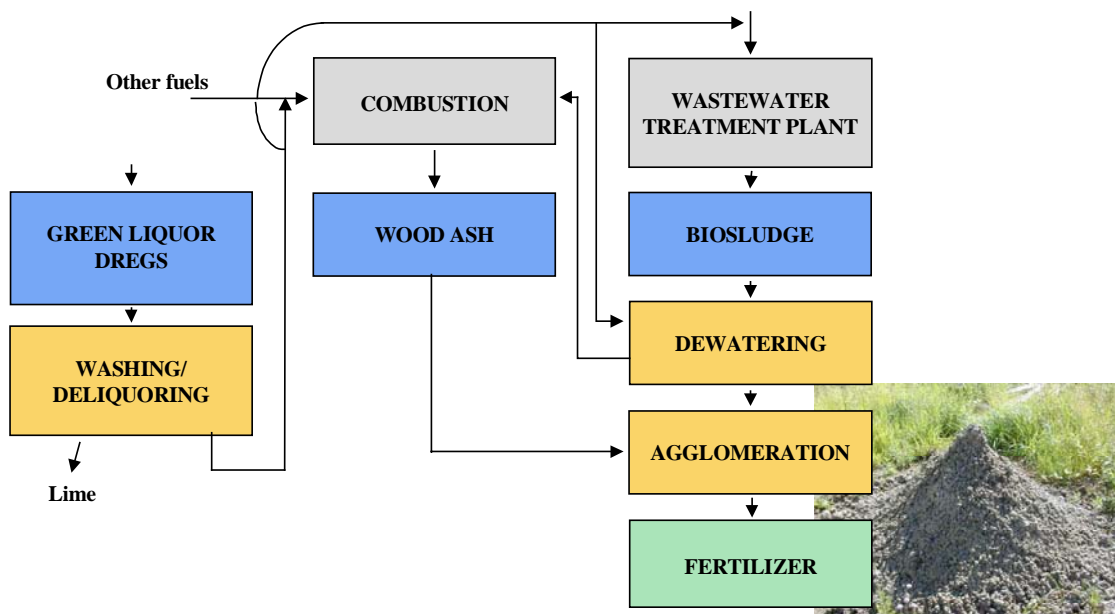 Other fuels
COMBUSTION
WASTEWATER
TREATMENT PLANT
GREEN LIQUOR
DREGS
WOOD ASH
BIOSLUDGE
WASHING/
DELIQUORING
DEWATERING
AGGLOMERATION
Lime
FERTILIZER